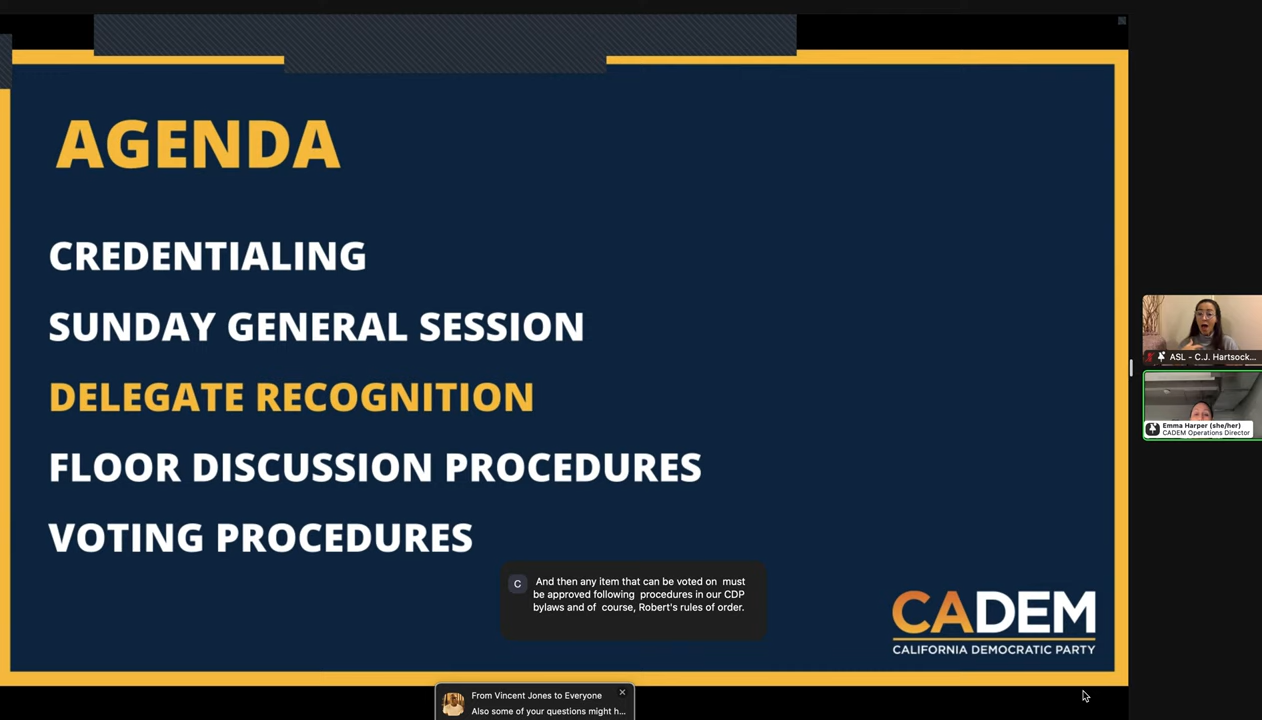 AGENDA
CREDENTIALING
SUNDAY GENERAL SESSION
DELEGATE RECOGNITION
FLOOR DISCUSSION PROCEDURES
VOTING PROCEDURES
C
And then any item that can be voted on must
be approved following procedures in our CDP
bylaws and of course, Robert's rules of order.
CADEM
CALIFORNIA DEMOCRATIC PARTY
ASL - C.J. Hartsock...
Emma Harper (she/her)
CADEM Operations Director
From Vincent Jones to Everyone
Also some of your questions might h...